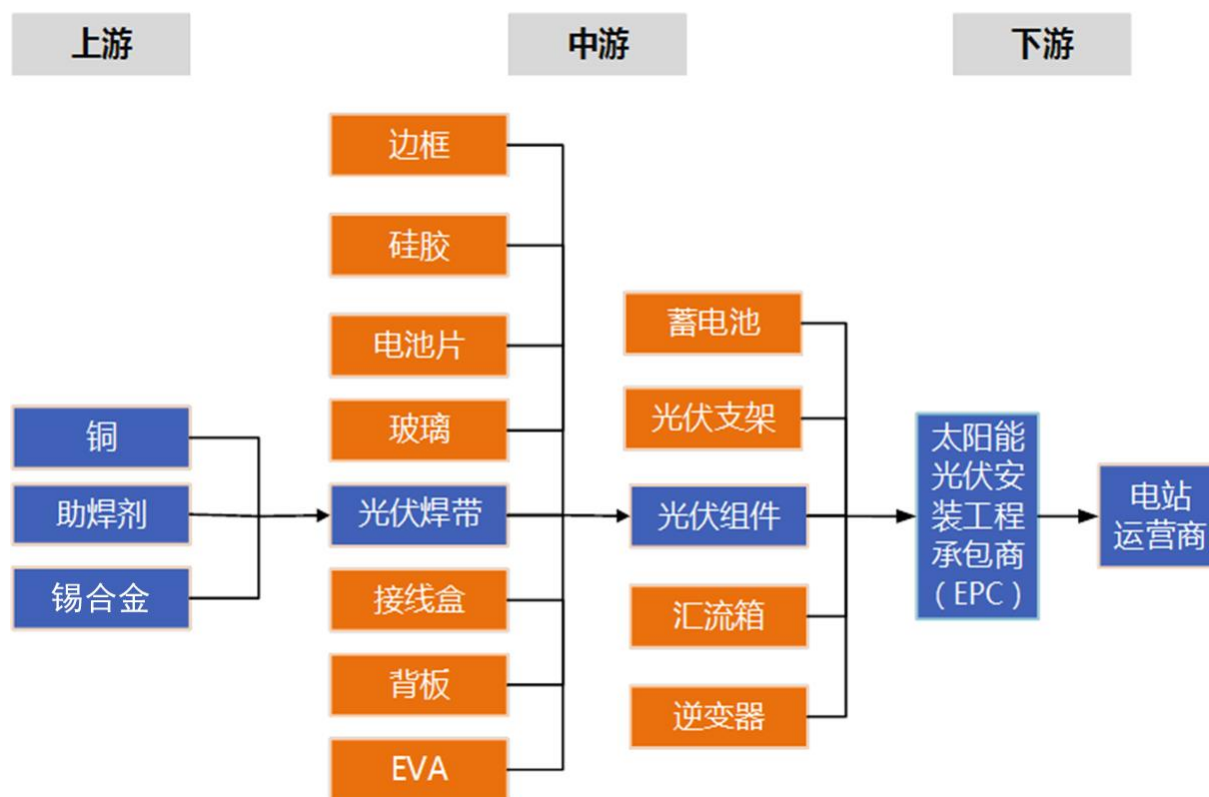 上游
中游
下游
边框
硅胶
电池片
玻璃
光伏焊带
接线盒
背板
EVA
铜
助焊剂
锡合金
蓄电池
光伏支架
光伏组件
汇流箱
逆变器
太阳能
光伏安
装工程
承包商
（EPC）
电站
运营商